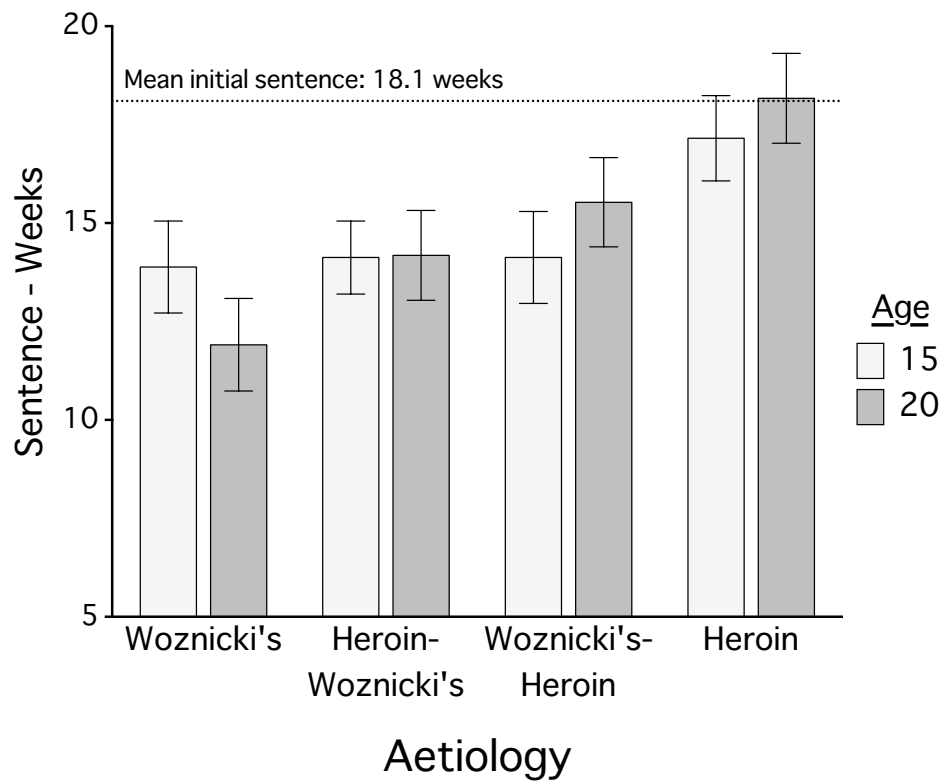 20
Mean initial sentence: 18.1 weeks
15
10
5
Sentence - Weeks
Age
15
20
Woznicki's
Heroin-
Woznicki's
Woznicki's-
Heroin
Heroin
Aetiology